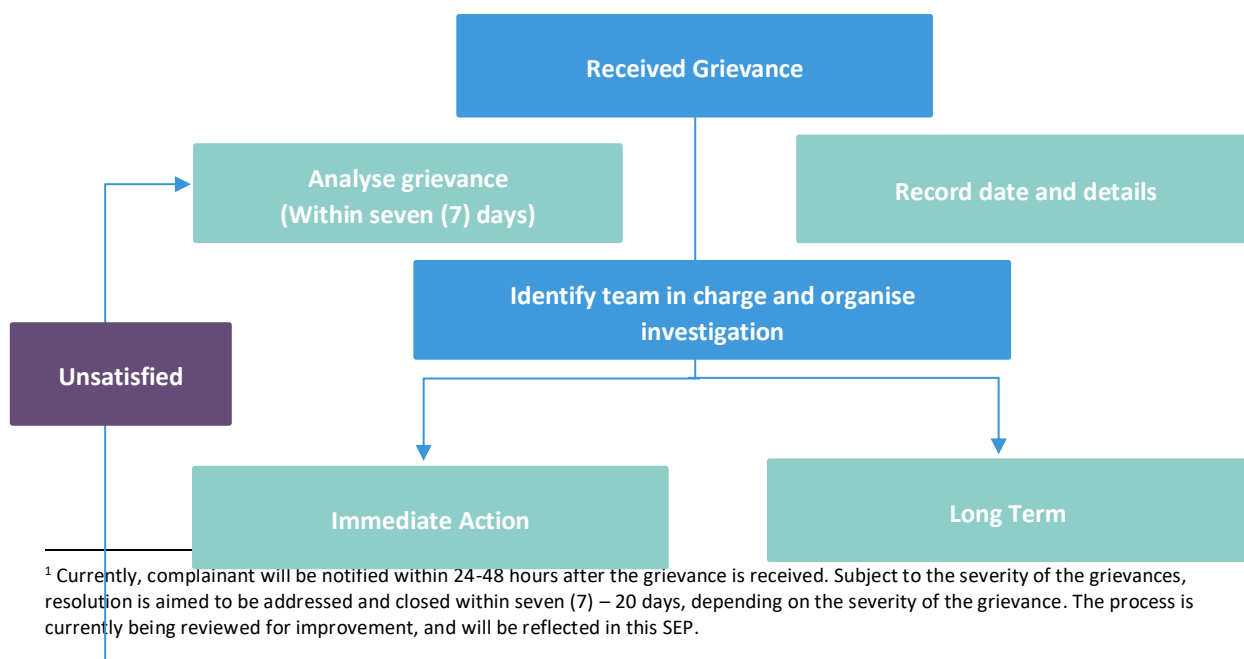 Received Grievance
Analyse grievance
(Within seven (7) days)
Record date and details
Identify team in charge and organise
investigation
Unsatisfied
Immediate Action
Long Term
¹ Currently, complainant will be notified within 24-48 hours after the grievance is received. Subject to the severity of the grievances,
resolution is aimed to be addressed and closed within seven (7) – 20 days, depending on the severity of the grievance. The process is
currently being reviewed for improvement, and will be reflected in this SEP.